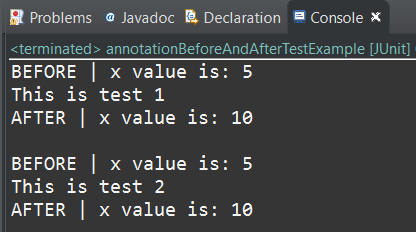 Problems @ Javadoc Declaration Console
<terminated> annotationBeforeAndAfterTestExample [JUnit]
BEFORE | x value is: 5
This is test 1
AFTER | x value is: 10
BEFORE | x value is: 5
This is test 2
AFTER | x value is: 10